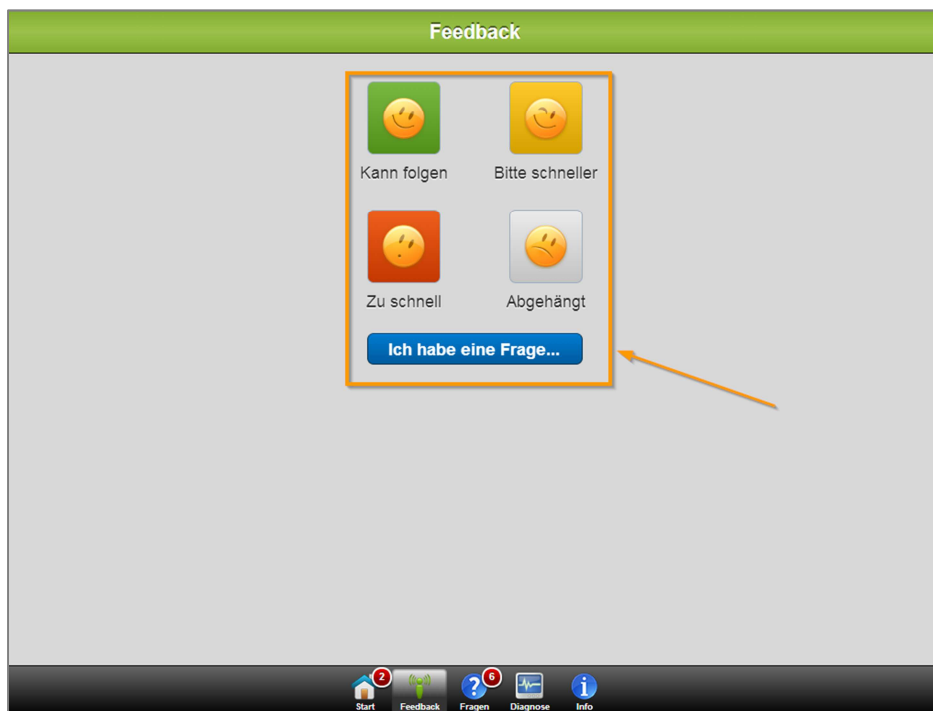 Feedback
Kann folgen
Bitte schneller
Zu schnell
Abgehängt
Ich habe eine Frage...
2
6
Start
Feedback
Fragen
Diagnose
Info